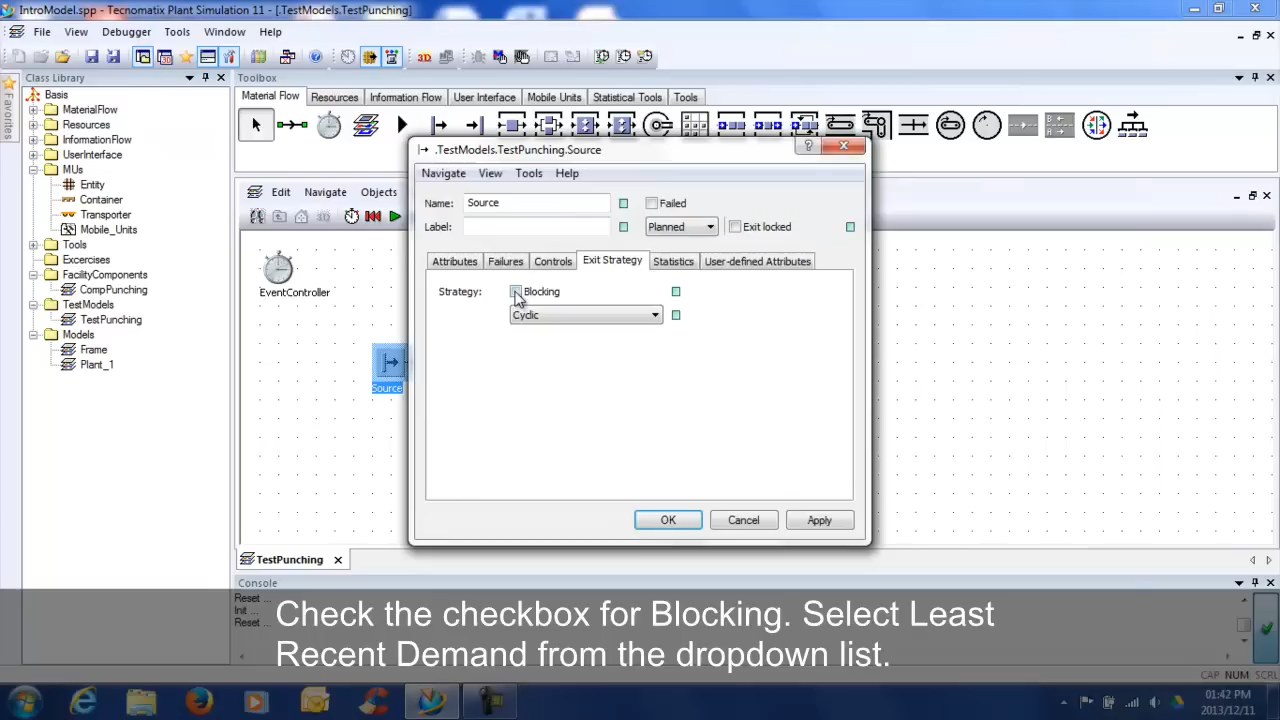 IntroModel.spp - Tecnomatix Plant Simulation 11 - [.TestModels.TestPunching]
File View Debugger Tools Window Help
3D
Class Library
Toolbox
Favorites
Basis
MaterialFlow
Resources
InformationFlow
UserInterface
MUs
Entity
Container
Transporter
Mobile_Units
Tools
Excercises
FacilityComponents
CompPunching
TestModels
TestPunching
Models
Frame
Plant_1
Material Flow Resources Information Flow User Interface Mobile Units Statistical Tools Tools
Edit Navigate Objects
EventController
Source
.TestModels.TestPunching.Source
Navigate View Tools Help
Name: Source Failed
Label: Planned Exit locked
Attributes Failures Controls Exit Strategy Statistics User-defined Attributes
Strategy: Blocking
Cyclic
OK Cancel Apply
TestPunching
Console
Reset ...
Init ...
Reset ...
Check the checkbox for Blocking. Select Least
Recent Demand from the dropdown list.
CAP NUM SCRL
01:42 PM
2013/12/11